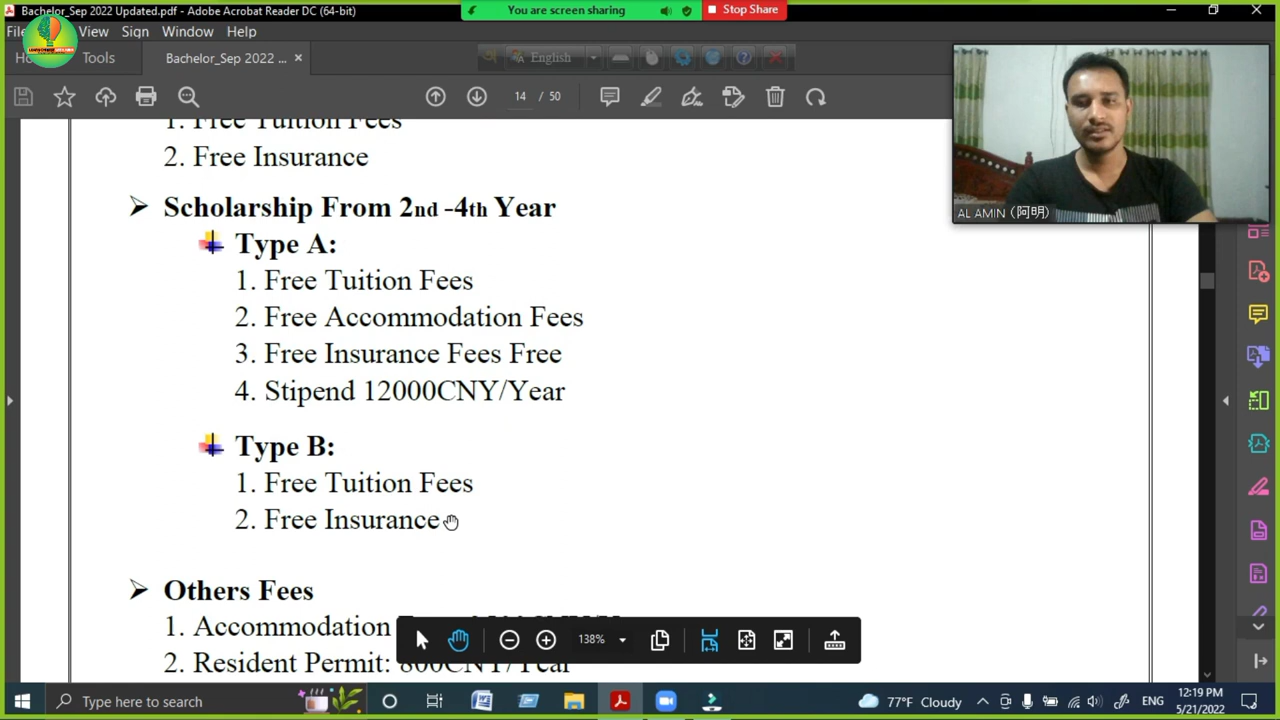 Bachelor_Sep 2022 Updated.pdf - Adobe Acrobat Reader DC (64-bit)
You are screen sharing
Stop Share
View Sign Window Help
Tools
Bachelor_Sep 2022 ...
English
14 / 50
1. Free Tuition Fees
2. Free Insurance
Scholarship From 2nd -4th Year
Type A:
1. Free Tuition Fees
2. Free Accommodation Fees
3. Free Insurance Fees Free
4. Stipend 12000CNY/Year
Type B:
1. Free Tuition Fees
2. Free Insurance
Others Fees
1. Accommodation
2. Resident Permit: 800CNY/Year
138%
AL AMIN (阿明)
Type here to search
77°F Cloudy
ENG
12:19 PM
5/21/2022